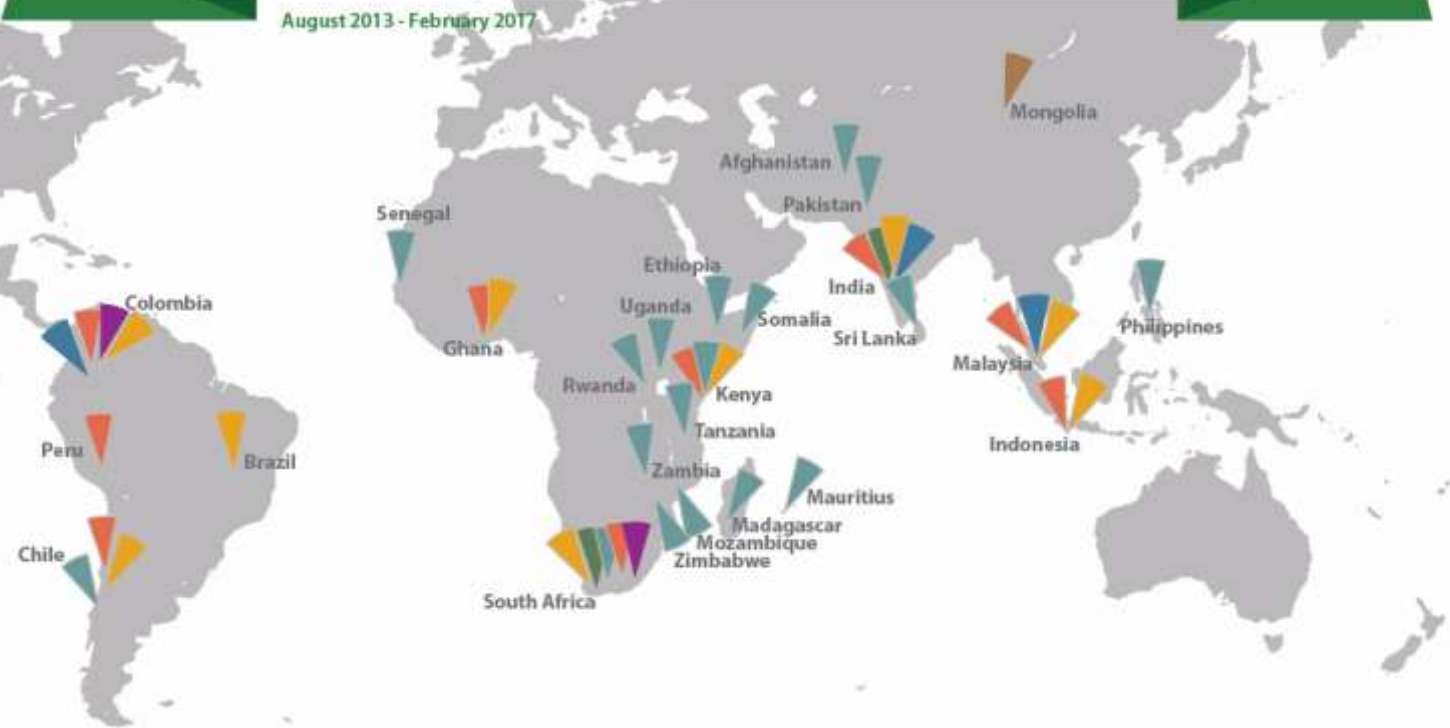 August 2013 - February 2017
Mongolia
Afghanistan
Pakistan
Senegal
Ethiopia
India
Colombia
Uganda
Somalia
Sri Lanka
Philippines
Ghana
Malaysia
Rwanda
Kenya
Peru
Brazil
Tanzania
Indonesia
Zambia
Mauritius
Madagascar
Mozambique
Chile
Zimbabwe
South Africa